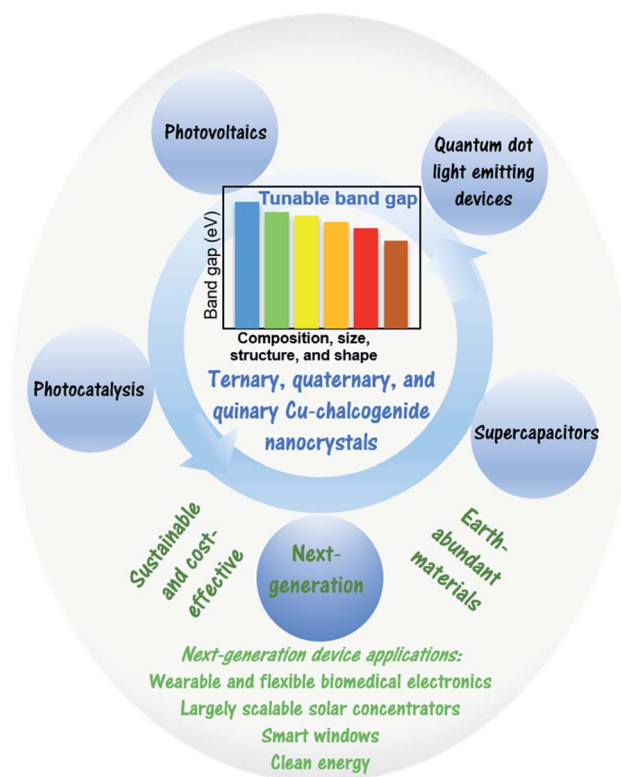 Photovoltaics
Quantum dot
light emitting
devices
Tunable band gap
Band gap (eV)
Composition, size,
structure, and shape
Ternary, quaternary, and
quinary Cu-chalcogenide
nanocrystals
Photocatalysis
Supercapacitors
Sustainable
and cost-
effective
Next-
generation
Earth-
abundant
materials
Next-generation device applications:
Wearable and flexible biomedical electronics
Largely scalable solar concentrators
Smart windows
Clean energy